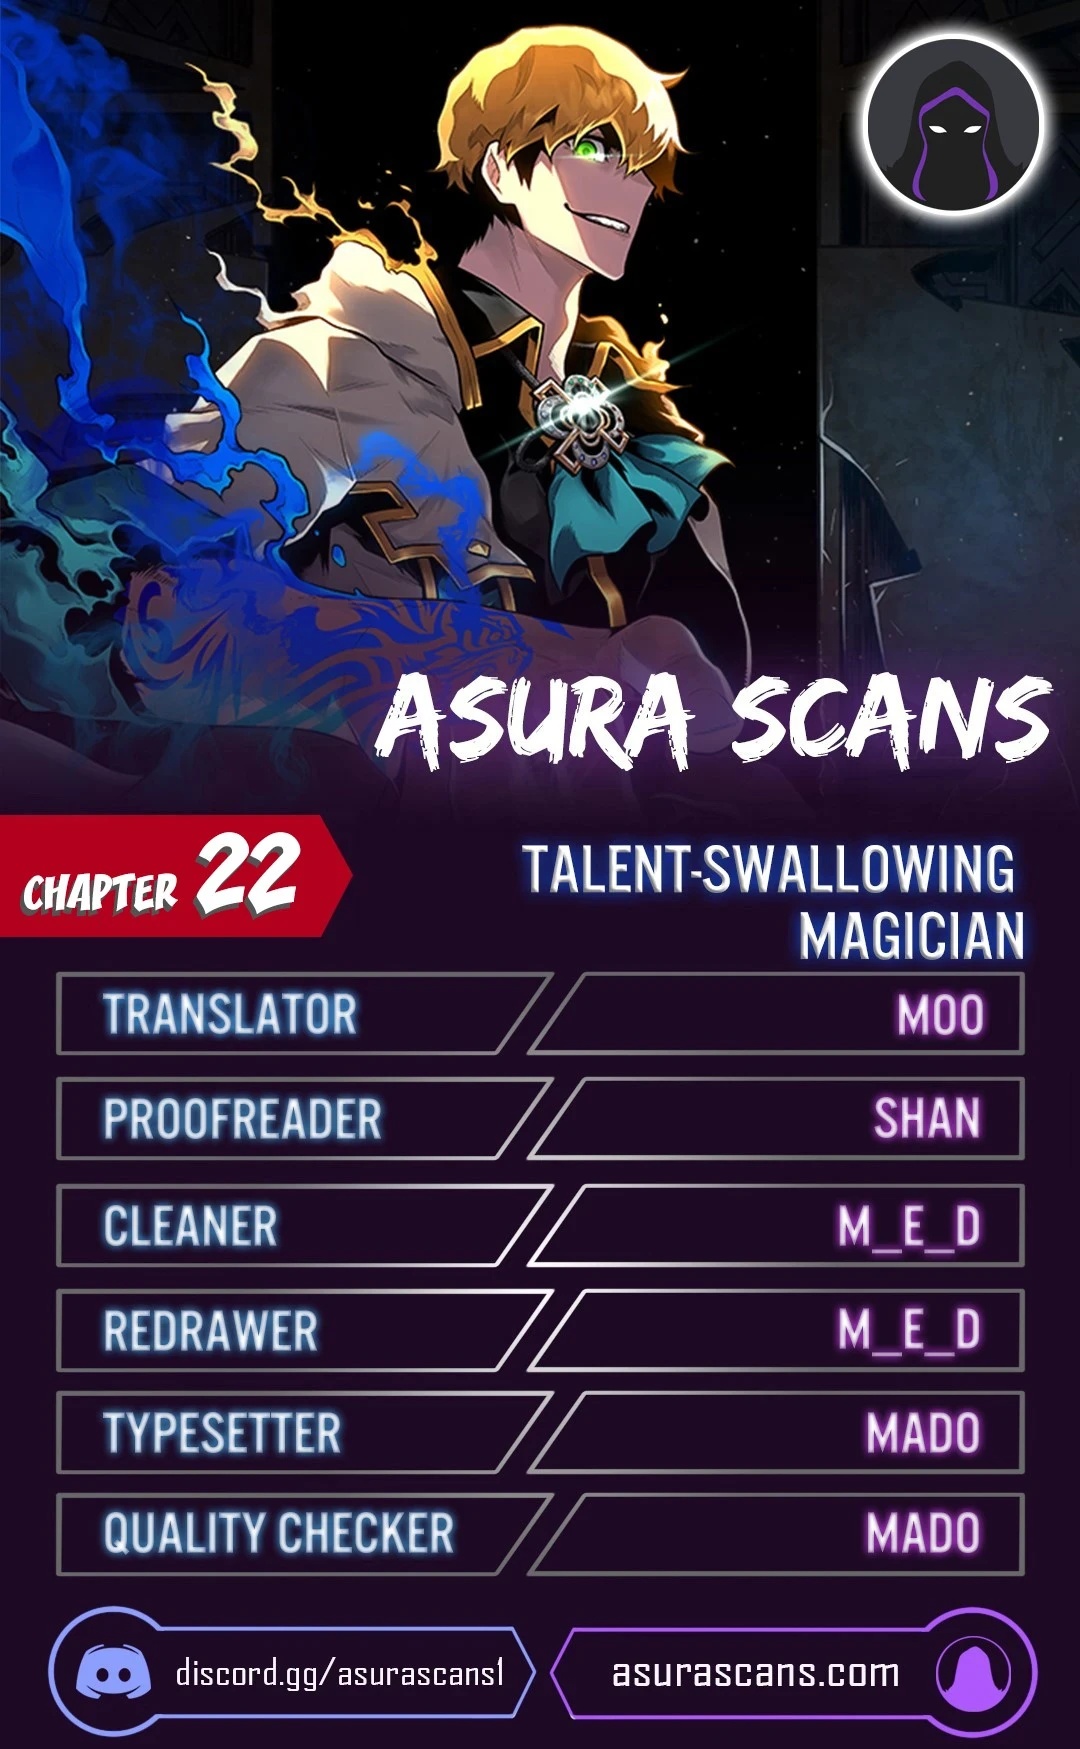 ASURA SCANS
CHAPTER 22
TALENT-SWALLOWING
MAGICIAN
TRANSLATOR MOO
PROOFREADER SHAN
CLEANER M_E_D
REDRAWER M_E_D
TYPESETTER MADO
QUALITY CHECKER MADO
discord.gg/asurascans1 asurascans.com